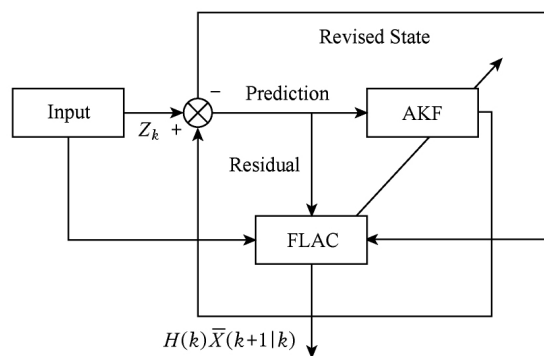 Revised State
−
Input
Prediction
AKF
Z_k +
Residual
FLAC
H(k)X̅(k+1|k)